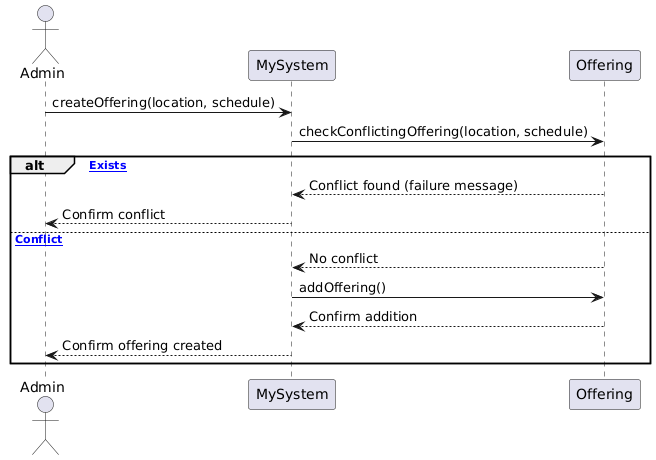 Admin
MySystem
Offering
createOffering(location, schedule)
checkConflictingOffering(location, schedule)
alt
Exists
Conflict found (failure message)
Confirm conflict
Conflict
No conflict
addOffering()
Confirm addition
Confirm offering created
Admin
MySystem
Offering